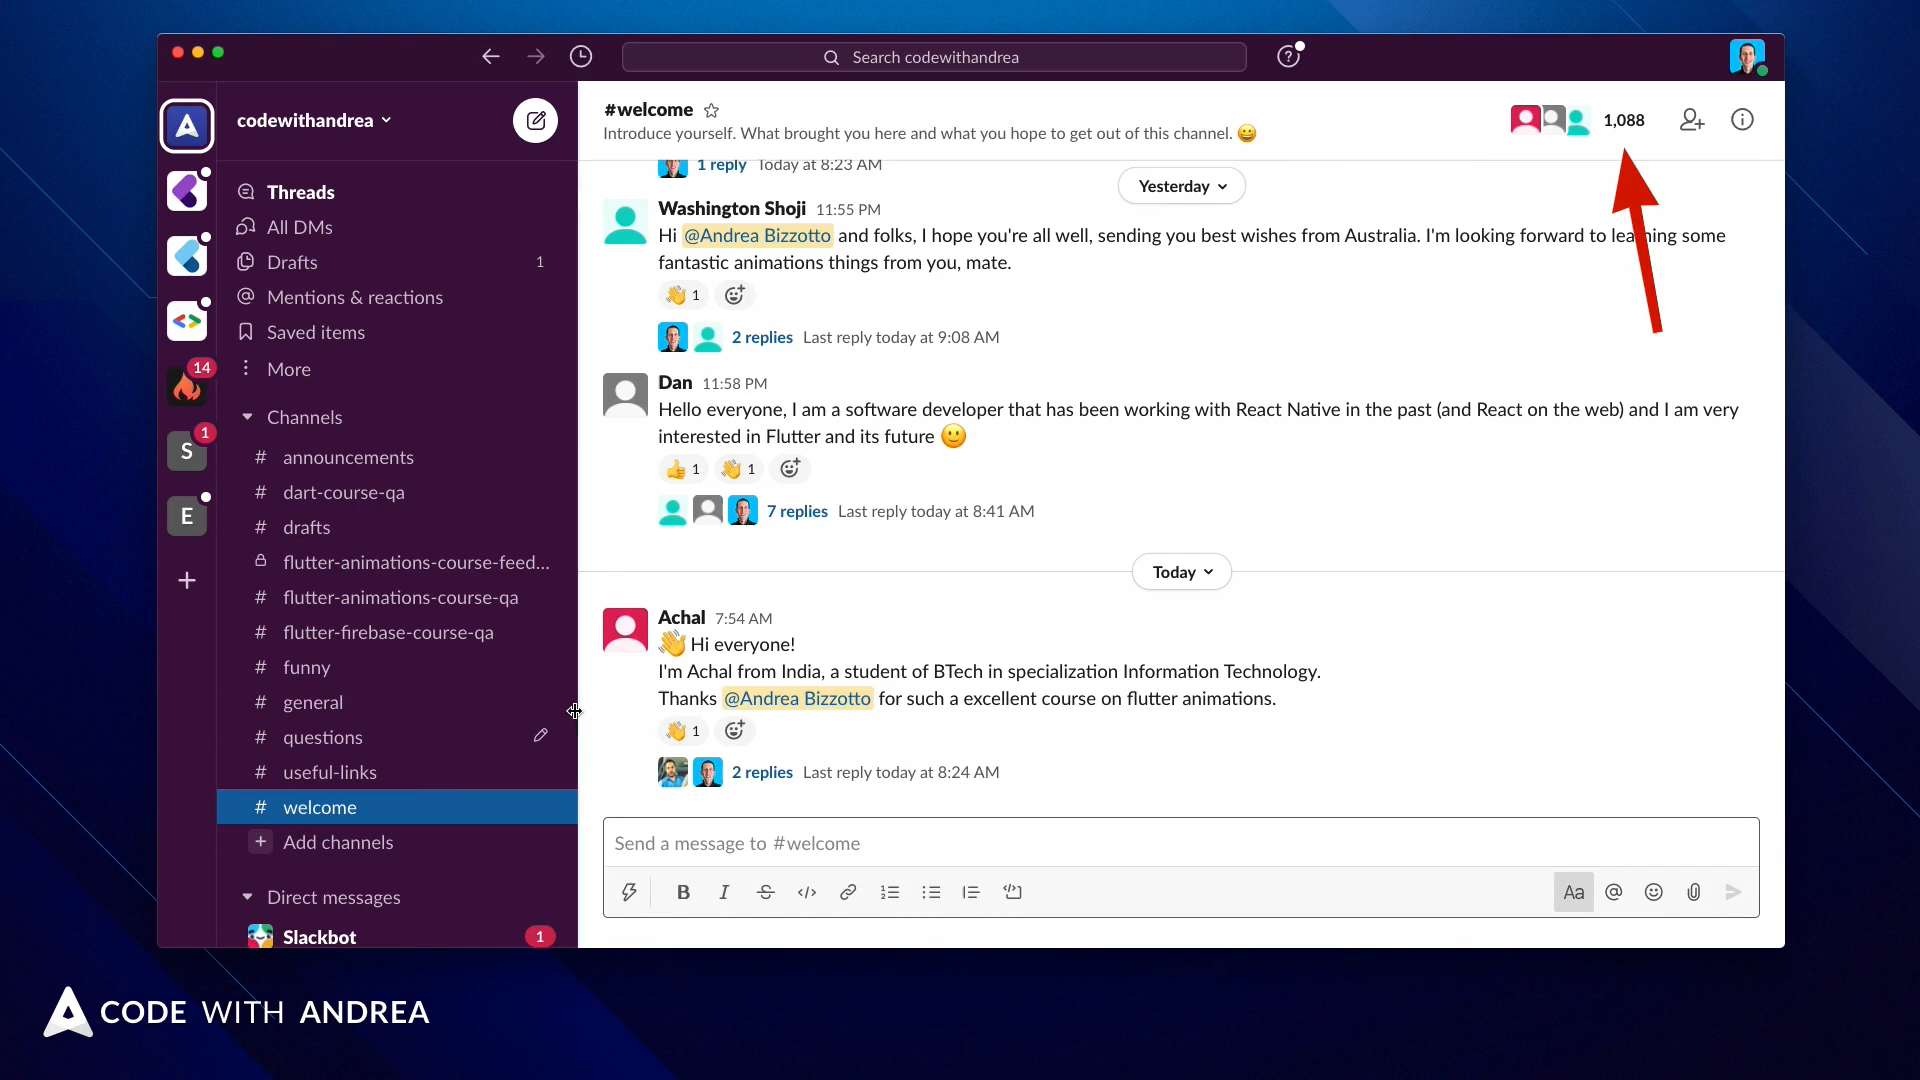 Search codewithandrea
codewithandrea
#welcome
Introduce yourself. What brought you here and what you hope to get out of this channel. 😀
1,088
14
S 1
E
Threads
All DMs
Drafts 1
Mentions & reactions
Saved items
More
Channels
# announcements
# dart-course-qa
# drafts
flutter-animations-course-feed...
# flutter-animations-course-qa
# flutter-firebase-course-qa
# funny
# general
# questions
# useful-links
# welcome
+ Add channels
Direct messages
Slackbot 1
1 reply Today at 8:23 AM
Yesterday
Washington Shoji 11:55 PM
Hi @Andrea Bizzotto and folks, I hope you're all well, sending you best wishes from Australia. I'm looking forward to learning some
fantastic animations things from you, mate.
👋 1
2 replies Last reply today at 9:08 AM
Dan 11:58 PM
Hello everyone, I am a software developer that has been working with React Native in the past (and React on the web) and I am very
interested in Flutter and its future 🙂
👍 1 👋 1
7 replies Last reply today at 8:41 AM
Today
Achal 7:54 AM
👋 Hi everyone!
I'm Achal from India, a student of BTech in specialization Information Technology.
Thanks @Andrea Bizzotto for such a excellent course on flutter animations.
👋 1
2 replies Last reply today at 8:24 AM
Send a message to #welcome
B I S Aa @
CODE WITH ANDREA